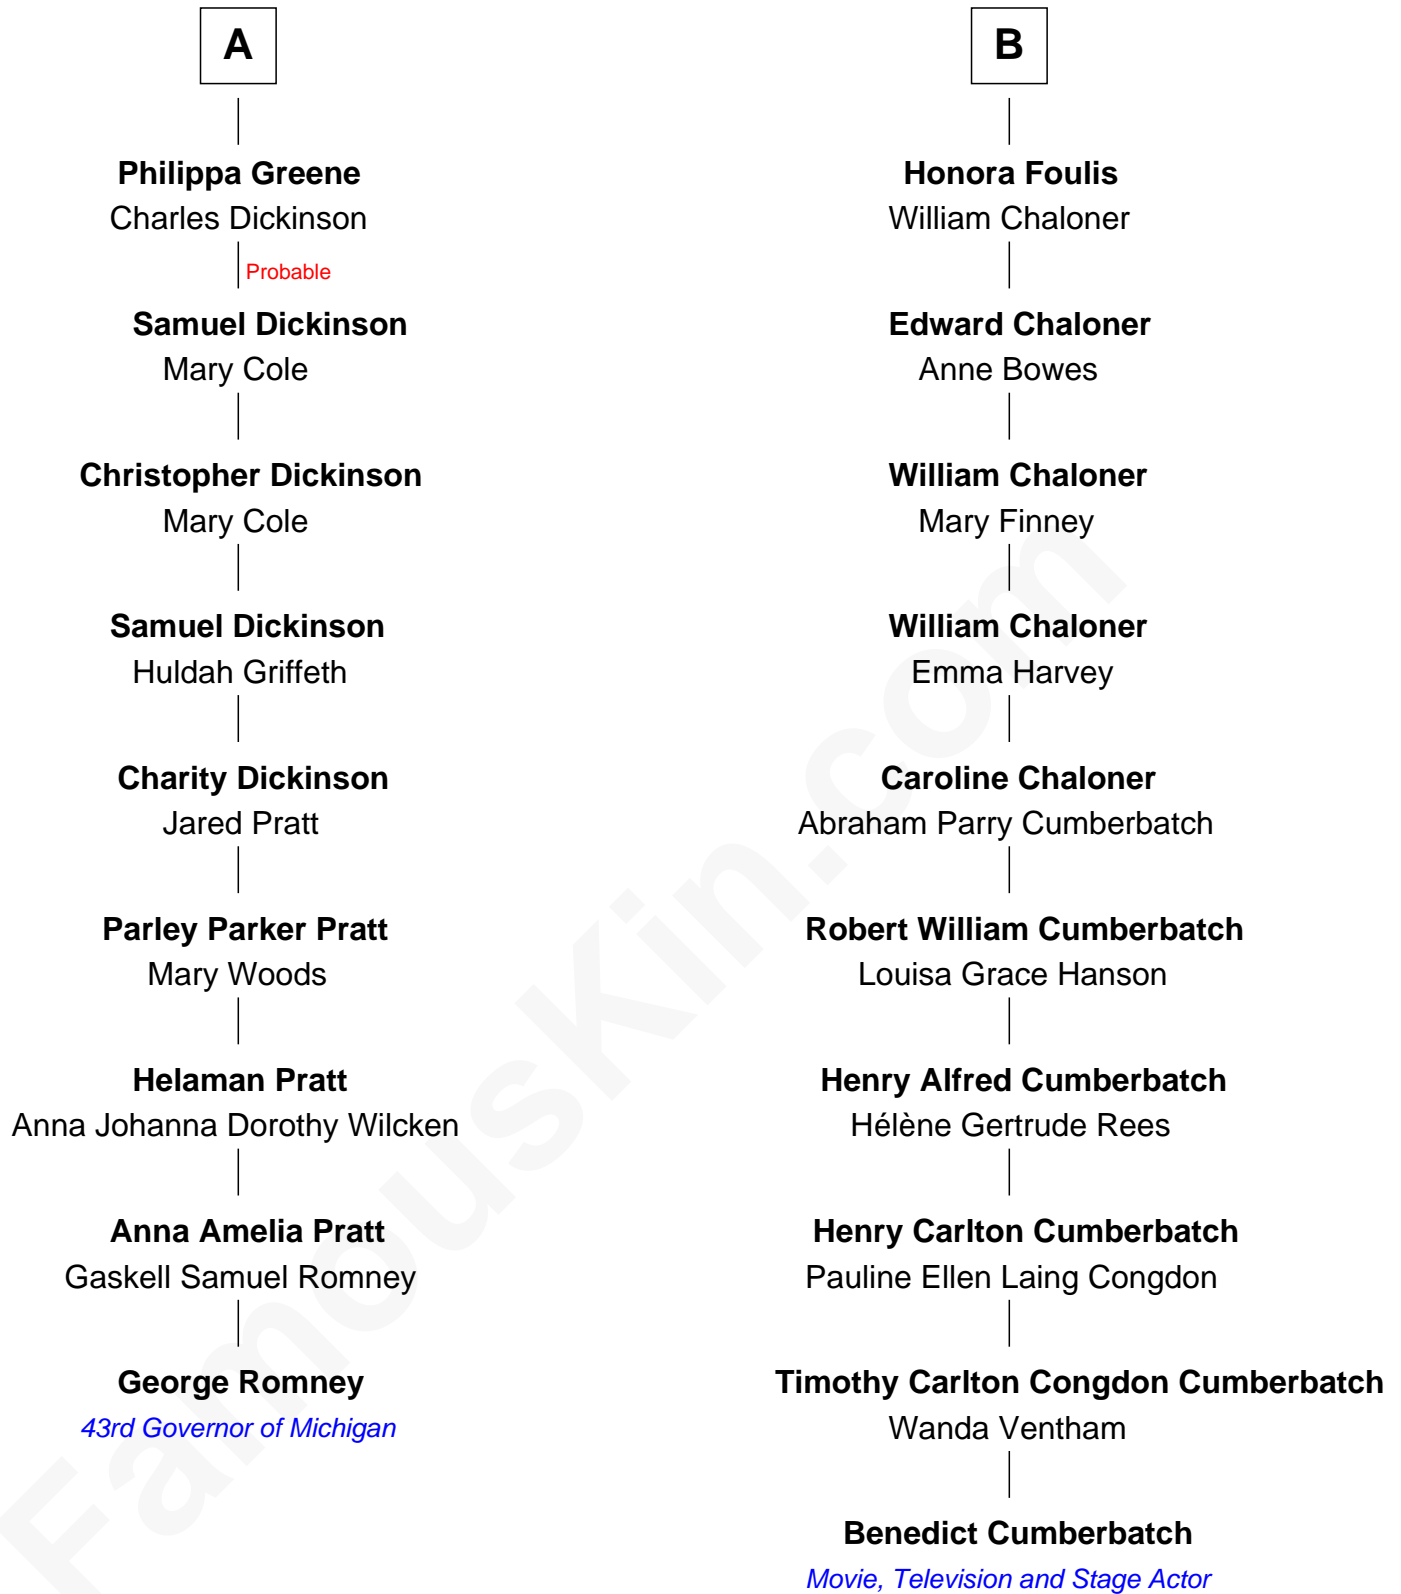 A
Philippa Greene
Charles Dickinson
Probable
Samuel Dickinson
Mary Cole
Christopher Dickinson
Mary Cole
Samuel Dickinson
Huldah Griffeth
Charity Dickinson
Jared Pratt
Parley Parker Pratt
Mary Woods
Helaman Pratt
Anna Johanna Dorothy Wilcken
Anna Amelia Pratt
Gaskell Samuel Romney
George Romney
43rd Governor of Michigan
B
Honora Foulis
William Chaloner
Edward Chaloner
Anne Bowes
William Chaloner
Mary Finney
William Chaloner
Emma Harvey
Caroline Chaloner
Abraham Parry Cumberbatch
Robert William Cumberbatch
Louisa Grace Hanson
Henry Alfred Cumberbatch
Hélène Gertrude Rees
Henry Carlton Cumberbatch
Pauline Ellen Laing Congdon
Timothy Carlton Congdon Cumberbatch
Wanda Ventham
Benedict Cumberbatch
Movie, Television and Stage Actor
FamousKin.com